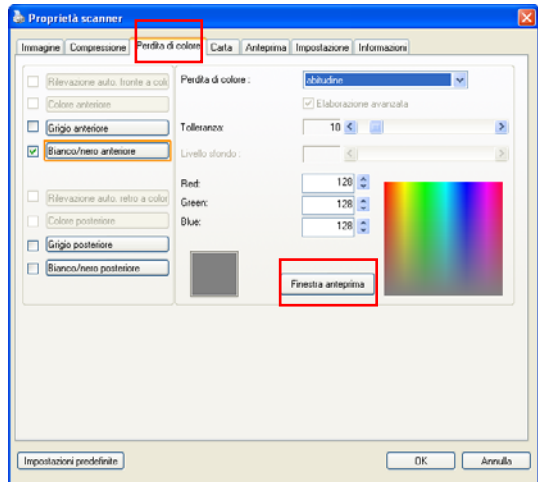 Proprietà scanner
Immagine Compressione Perdita di colore Carta Anteprima Impostazione Informazioni
Rilevazione auto. fronte a colo
Colore anteriore
Grigio anteriore
Bianco/nero anteriore
Rilevazione auto. retro a color
Colore posteriore
Grigio posteriore
Bianco/nero posteriore
Perdita di colore : abitudine
Elaborazione avanzata
Tolleranza: 10
Livello sfondo :
Red: 128
Green: 128
Blue: 128
Finestra anteprima
Impostazioni predefinite OK Annulla